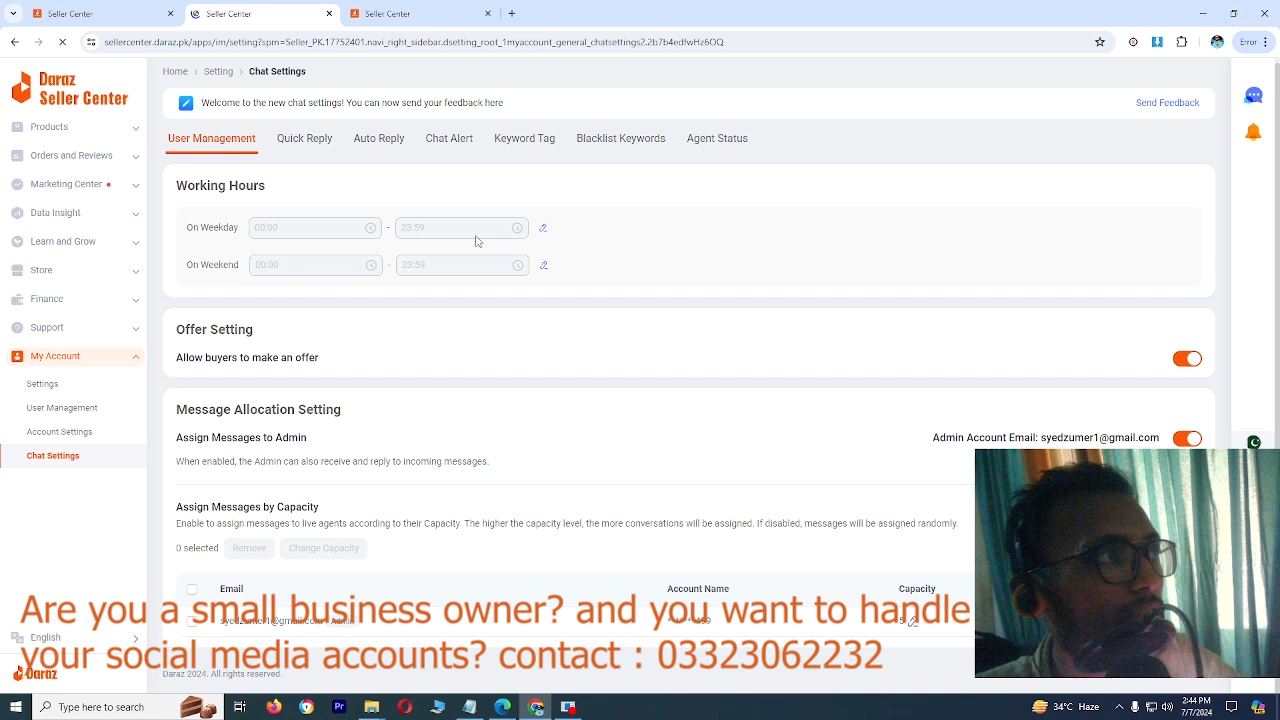 Seller Center
Seller Center
Seller Center
sellercenter.daraz.pk/apps/im/setting?spm=Seller_PK.17752401.navi_right_sidebar.dsetting_root_1myaccount_general_chatsettings2.2b7b4edfwHz6OQ
Error
Daraz
Seller Center
Products
Orders and Reviews
Marketing Center
Data Insight
Learn and Grow
Store
Finance
Support
My Account
Settings
User Management
Account Settings
Chat Settings
English
Daraz
Home > Setting > Chat Settings
Welcome to the new chat settings! You can now send your feedback here
Send Feedback
User Management Quick Reply Auto Reply Chat Alert Keyword Tag Blacklist Keywords Agent Status
Working Hours
On Weekday 00:00 - 23:59
On Weekend 00:00 - 23:59
Offer Setting
Allow buyers to make an offer
Message Allocation Setting
Assign Messages to Admin Admin Account Email: syedzumer1@gmail.com
When enabled, the Admin can also receive and reply to incoming messages.
Assign Messages by Capacity
Enable to assign messages to live agents according to their Capacity. The higher the capacity level, the more conversations will be assigned. If disabled, messages will be assigned randomly.
0 selected Remove Change Capacity
Email Account Name Capacity
Are you a small business owner? and you want to handle
your social media accounts? contact : 03323062232
Daraz 2024. All rights reserved.
Type here to search
34°C Haze
2:44 PM
7/7/2024